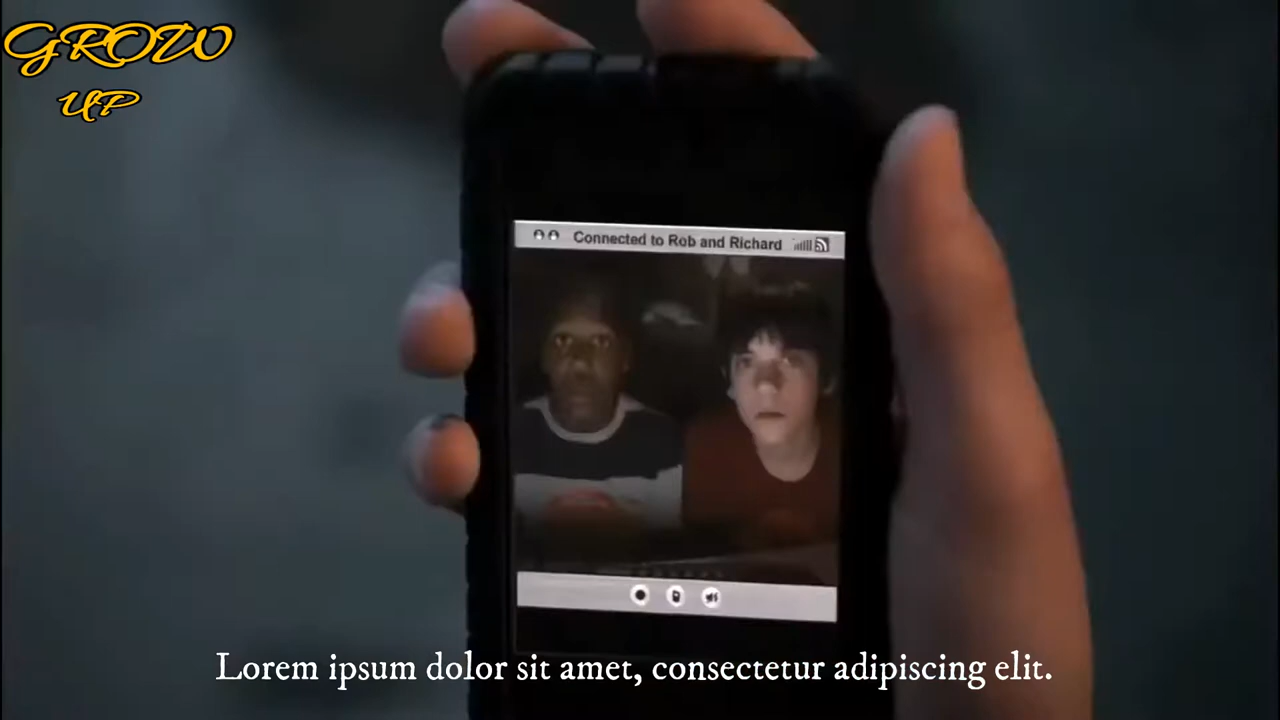 GROW
UP
Connected to Rob and Richard
Lorem ipsum dolor sit amet, consectetur adipiscing elit.